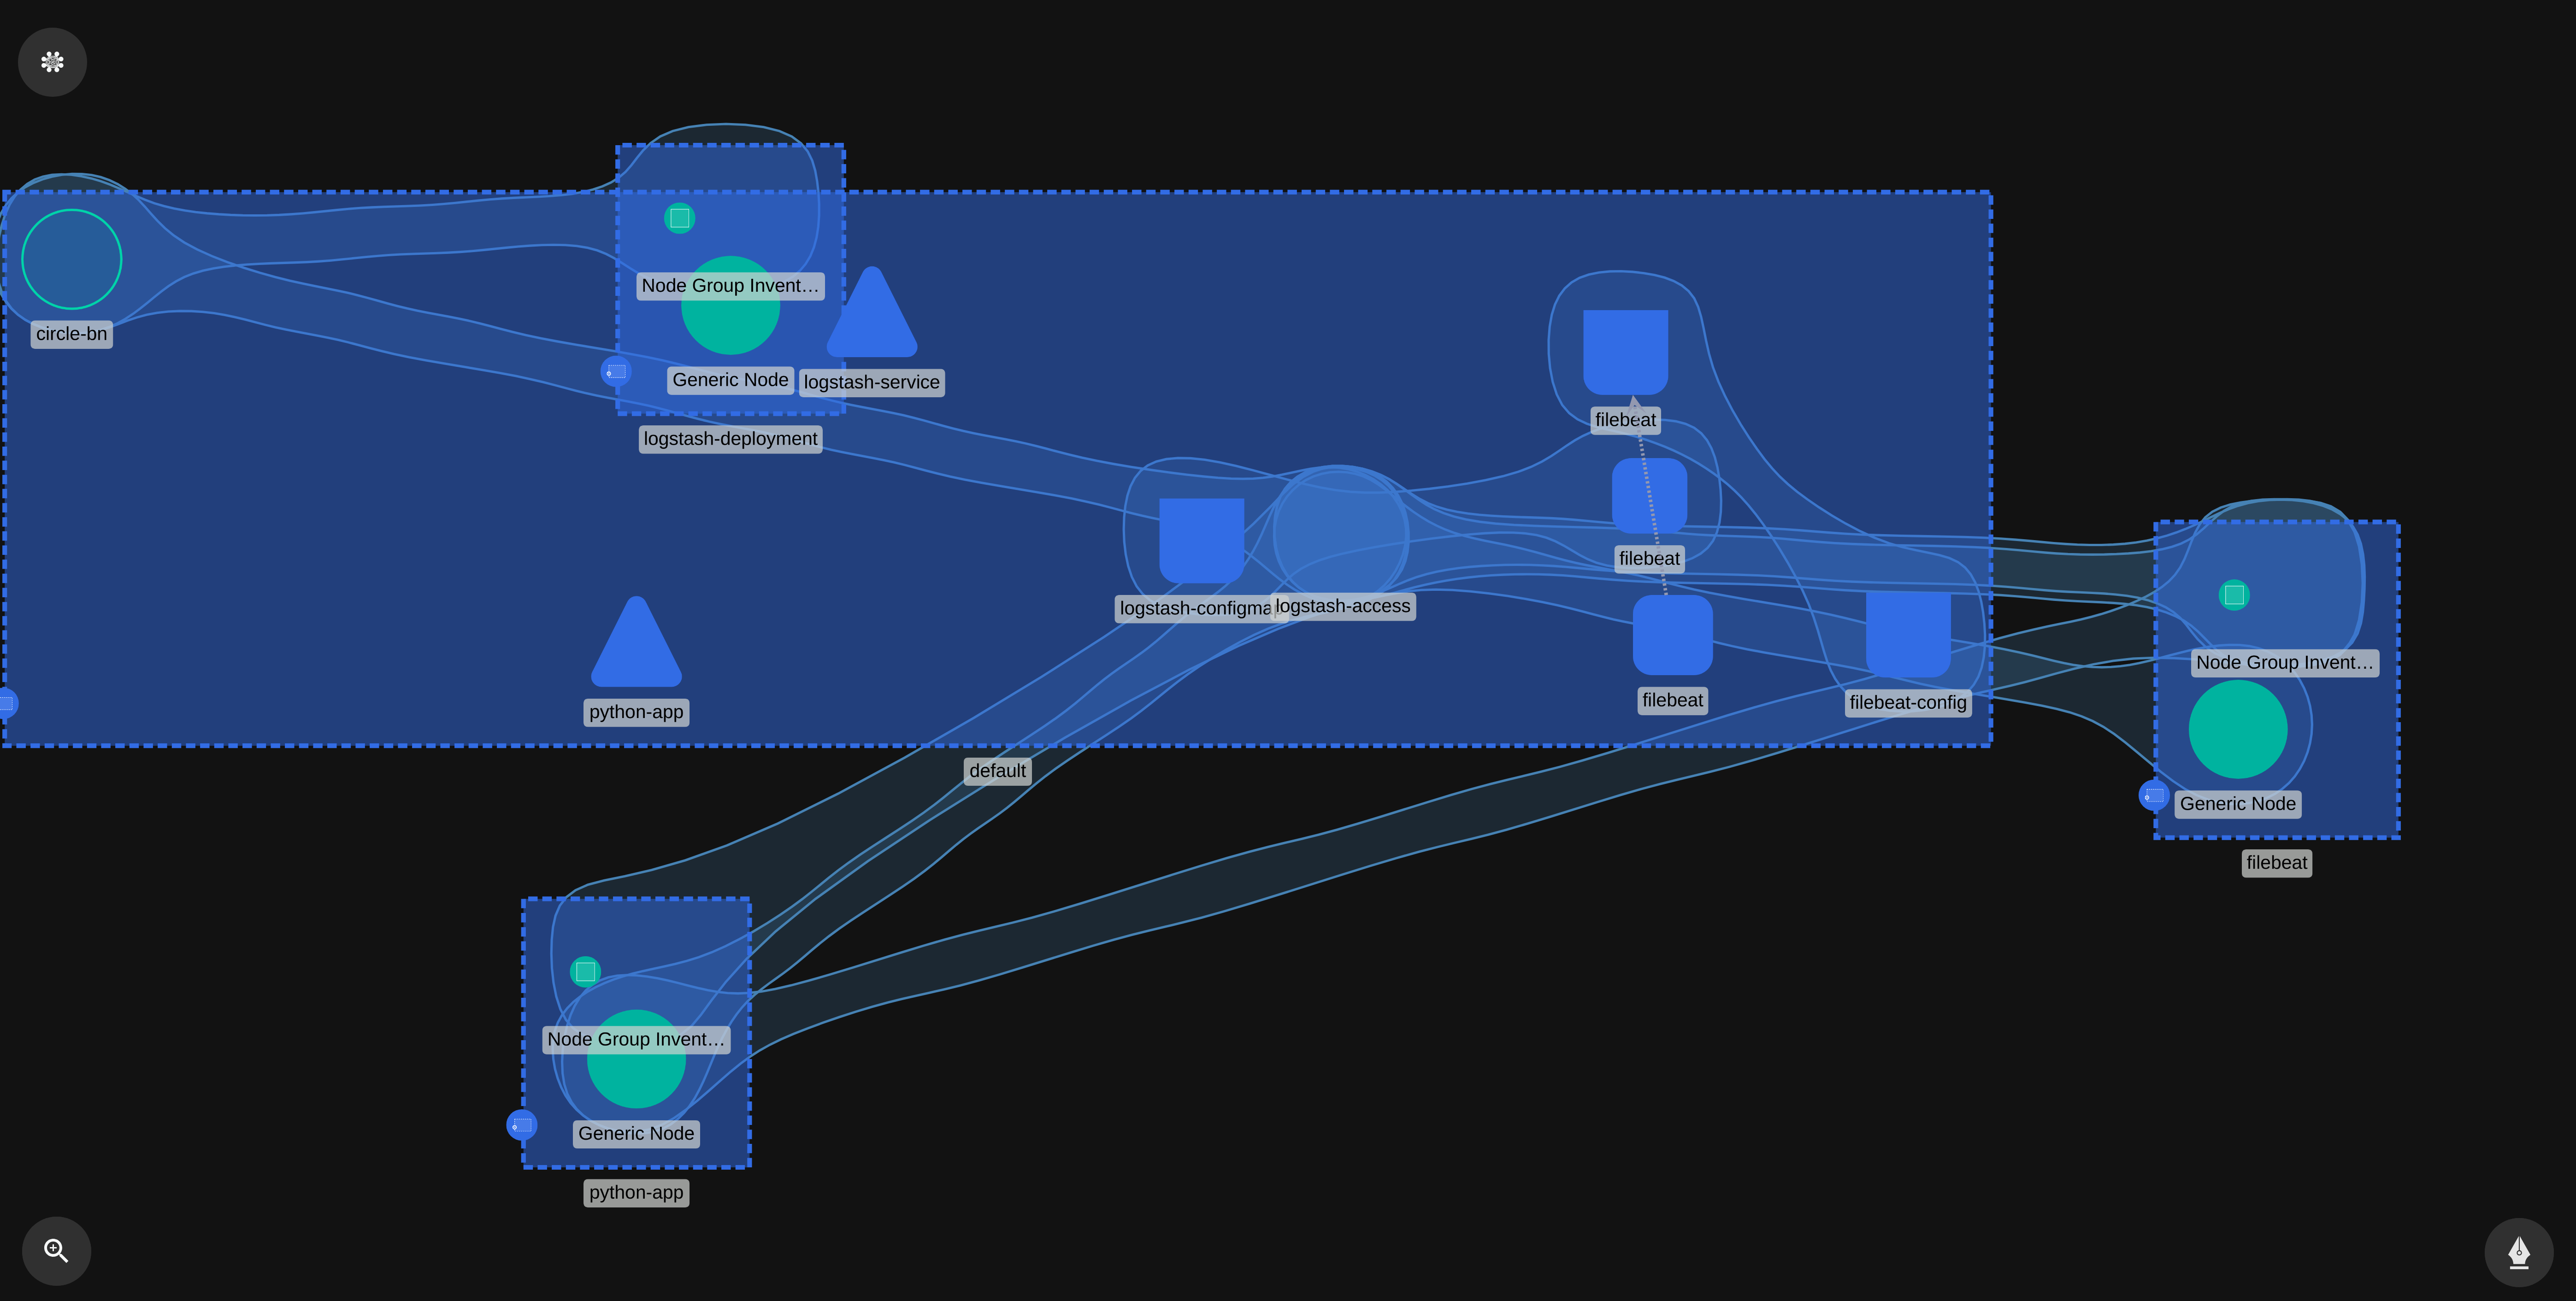 circle-bn
Node Group Invent...
Generic Node
logstash-service
logstash-deployment
filebeat
filebeat
logstash-configma
logstash-access
filebeat
filebeat-config
python-app
default
Node Group Invent...
Generic Node
filebeat
Node Group Invent...
Generic Node
python-app